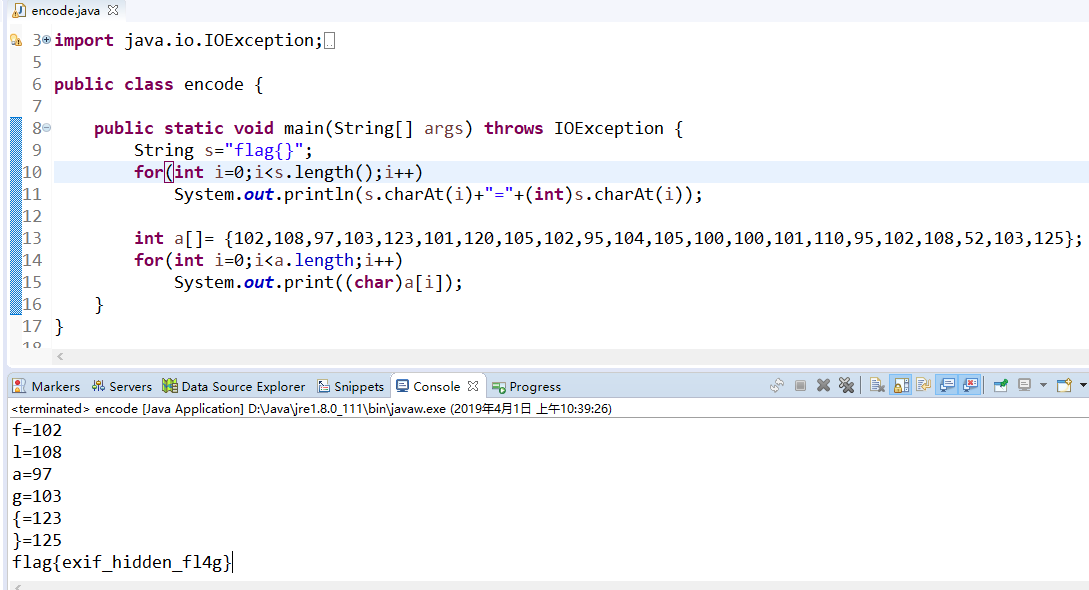 encode.java
3 import java.io.IOException;
5
6 public class encode {
7
8 public static void main(String[] args) throws IOException {
9 String s="flag{}";
10 for(int i=0;i<s.length();i++)
11 System.out.println(s.charAt(i)+"="+(int)s.charAt(i));
12
13 int a[]= {102,108,97,103,123,101,120,105,102,95,104,105,100,100,101,110,95,102,108,52,103,125};
14 for(int i=0;i<a.length;i++)
15 System.out.print((char)a[i]);
16 }
17 }
18
Markers Servers Data Source Explorer Snippets Console Progress
<terminated> encode [Java Application] D:\Java\jre1.8.0_111\bin\javaw.exe (2019年4月1日 上午10:39:26)
f=102
l=108
a=97
g=103
{=123
}=125
flag{exif_hidden_fl4g}